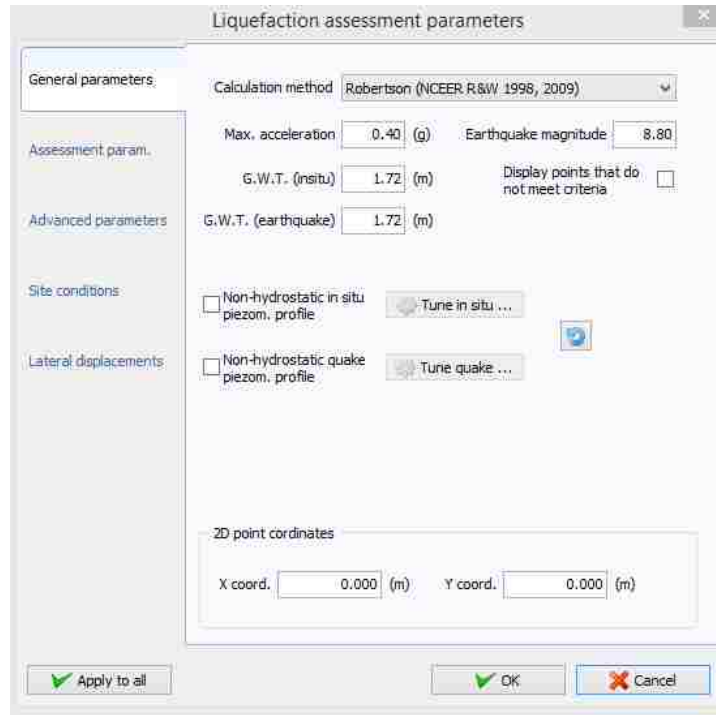 Liquefaction assessment parameters
General parameters
Assessment param.
Advanced parameters
Site conditions
Lateral displacements
Calculation method Robertson (NCEER R&W 1998, 2009)
Max. acceleration 0.40 (g) Earthquake magnitude 8.80
G.W.T. (insitu) 1.72 (m) Display points that do
not meet criteria
G.W.T. (earthquake) 1.72 (m)
Non-hydrostatic in situ
piezom. profile
Tune in situ ...
Non-hydrostatic quake
piezom. profile
Tune quake ...
2D point cordinates
X coord. 0.000 (m) Y coord. 0.000 (m)
Apply to all OK Cancel